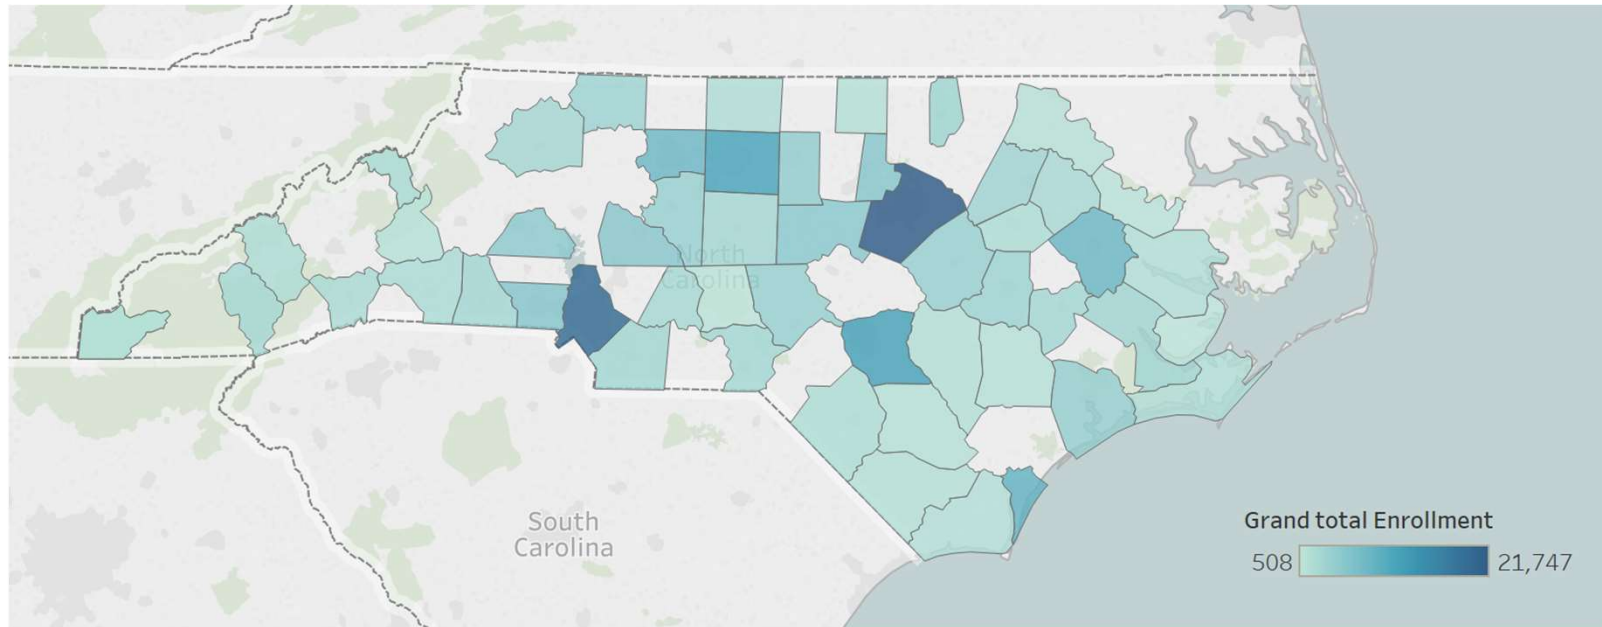 North
Carolina
South
Carolina
Grand total Enrollment
508
21,747